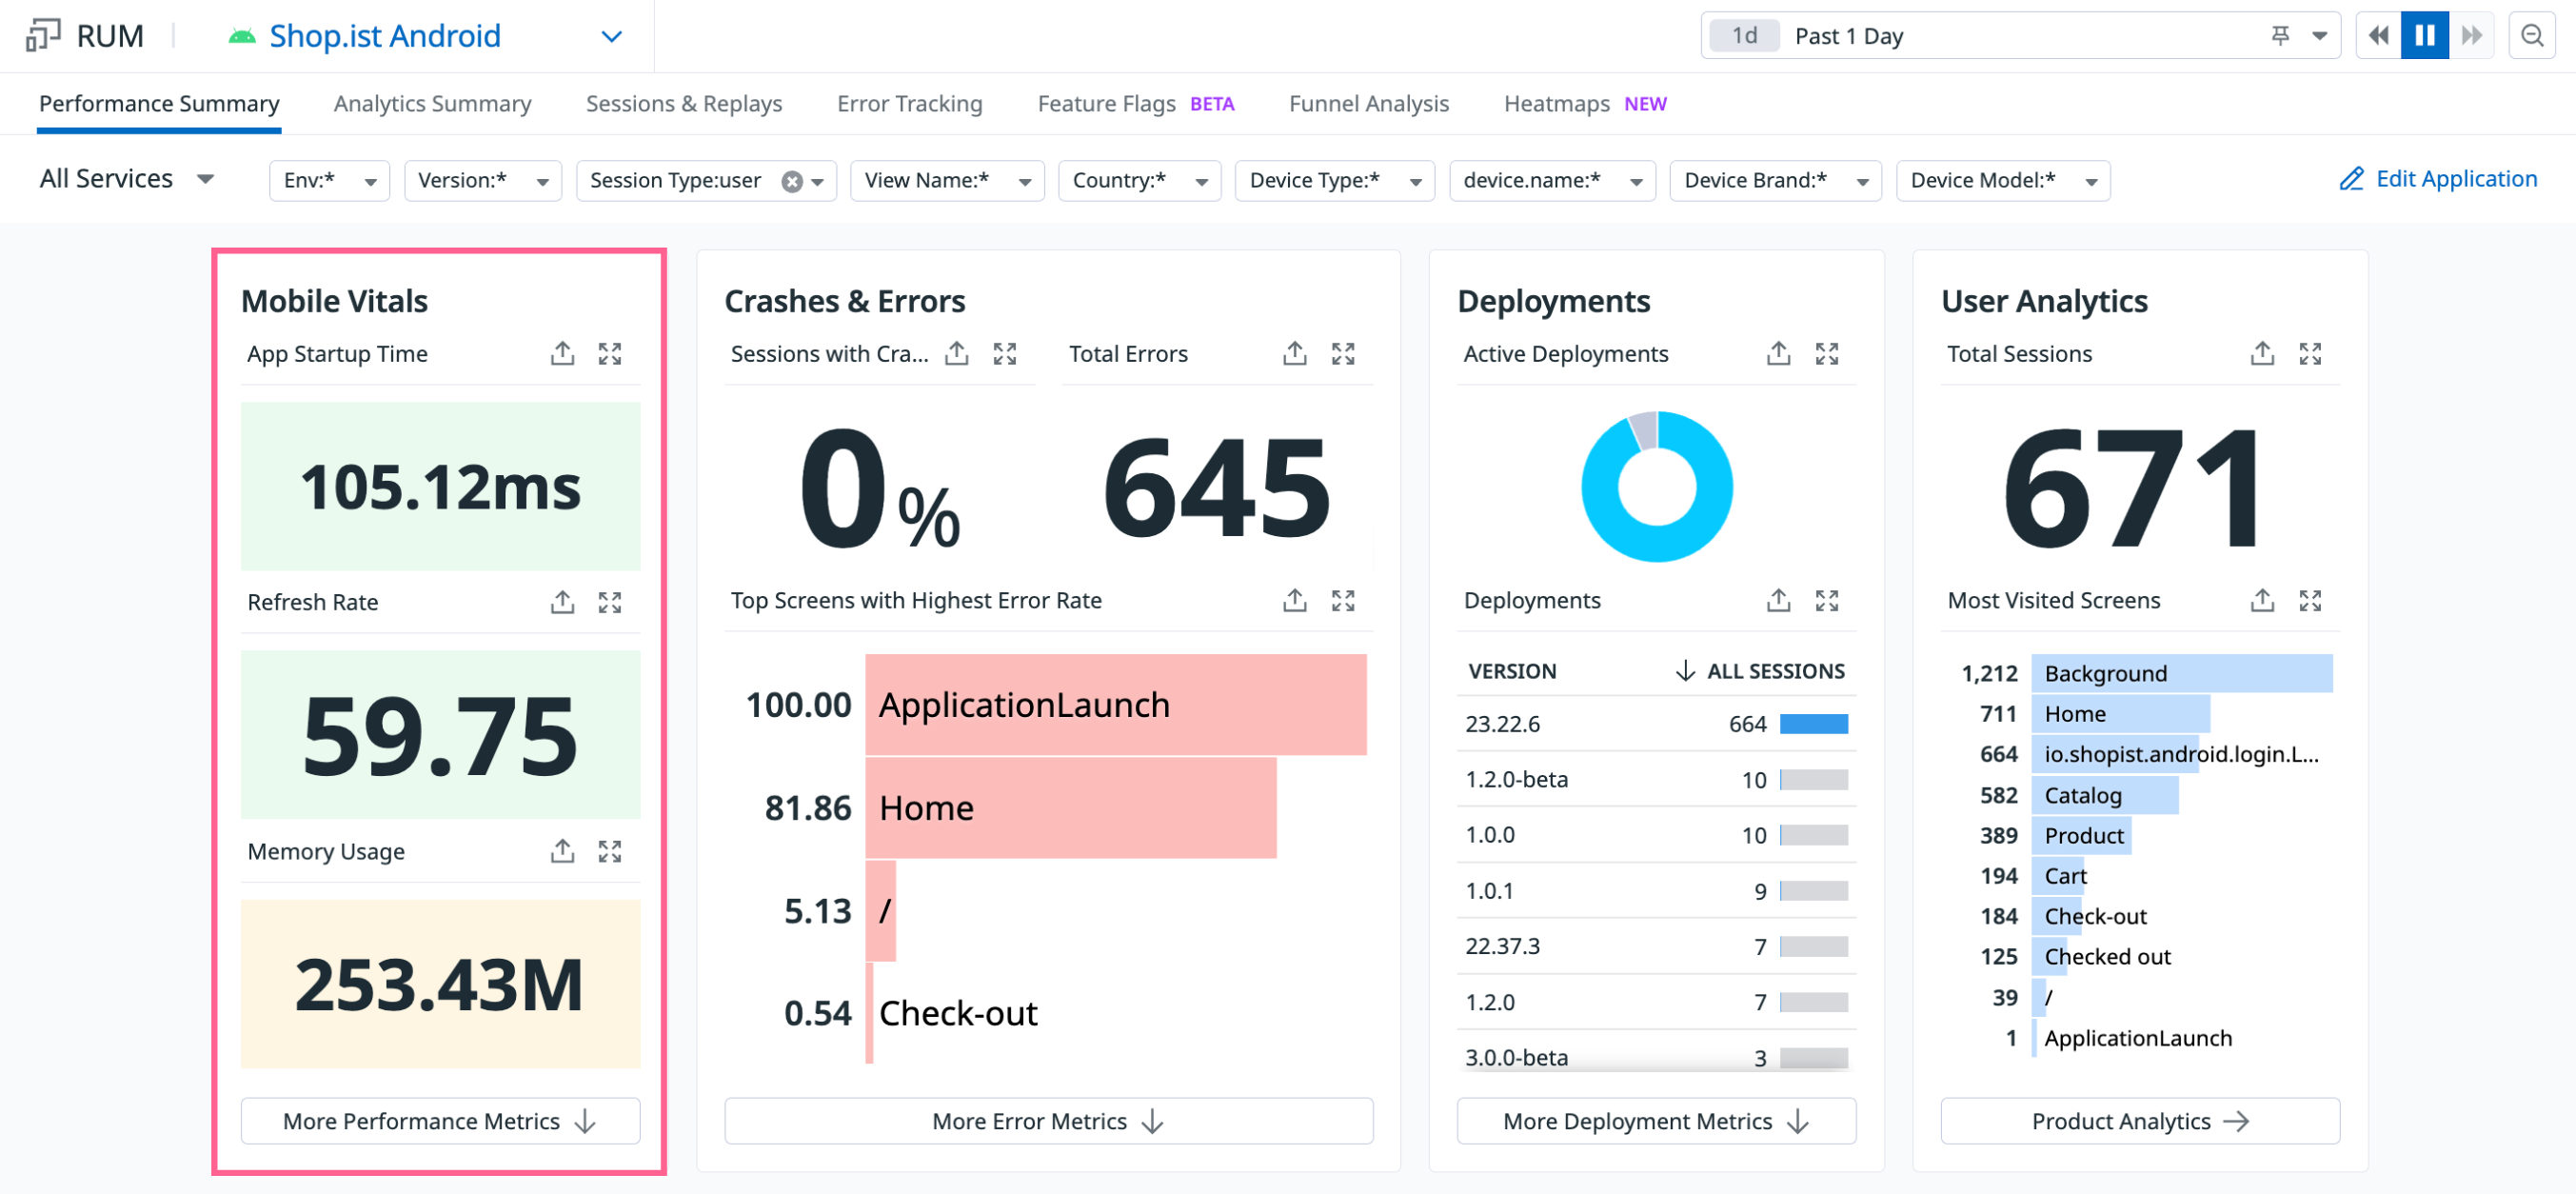 RUM
Shop.ist Android
1d Past 1 Day
Performance Summary
Analytics Summary
Sessions & Replays
Error Tracking
Feature Flags BETA
Funnel Analysis
Heatmaps NEW
All Services
Env:*
Version:*
Session Type:user
View Name:*
Country:*
Device Type:*
device.name:*
Device Brand:*
Device Model:*
Edit Application
Mobile Vitals
App Startup Time
105.12ms
Refresh Rate
59.75
Memory Usage
253.43M
More Performance Metrics
Crashes & Errors
Sessions with Cra...
0%
Total Errors
645
Top Screens with Highest Error Rate
100.00 ApplicationLaunch
81.86 Home
5.13 /
0.54 Check-out
More Error Metrics
Deployments
Active Deployments
Deployments
VERSION ALL SESSIONS
23.22.6 664
1.2.0-beta 10
1.0.0 10
1.0.1 9
22.37.3 7
1.2.0 7
3.0.0-beta 3
More Deployment Metrics
User Analytics
Total Sessions
671
Most Visited Screens
1,212 Background
711 Home
664 io.shopist.android.login.L...
582 Catalog
389 Product
194 Cart
184 Check-out
125 Checked out
39 /
1 ApplicationLaunch
Product Analytics